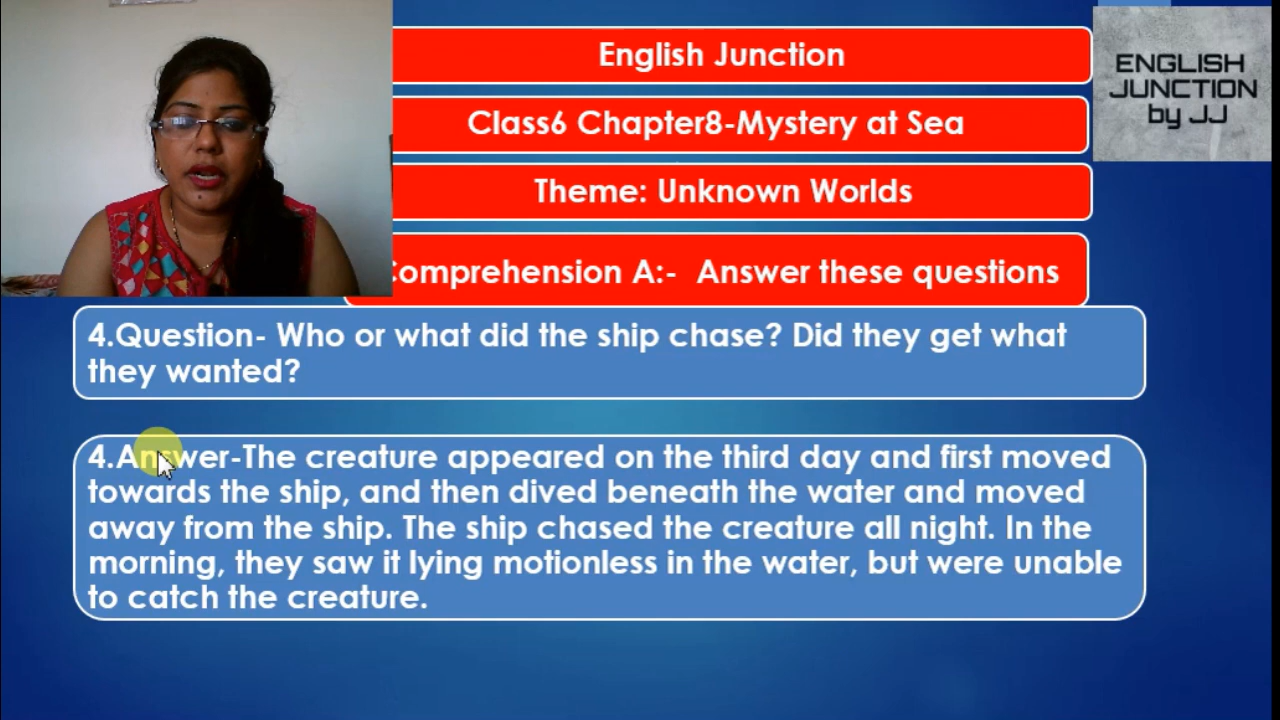 English Junction
ENGLISH
JUNCTION
by JJ
Class6 Chapter8-Mystery at Sea
Theme: Unknown Worlds
Comprehension A:- Answer these questions
4.Question- Who or what did the ship chase? Did they get what
they wanted?
4.Answer-The creature appeared on the third day and first moved
towards the ship, and then dived beneath the water and moved
away from the ship. The ship chased the creature all night. In the
morning, they saw it lying motionless in the water, but were unable
to catch the creature.